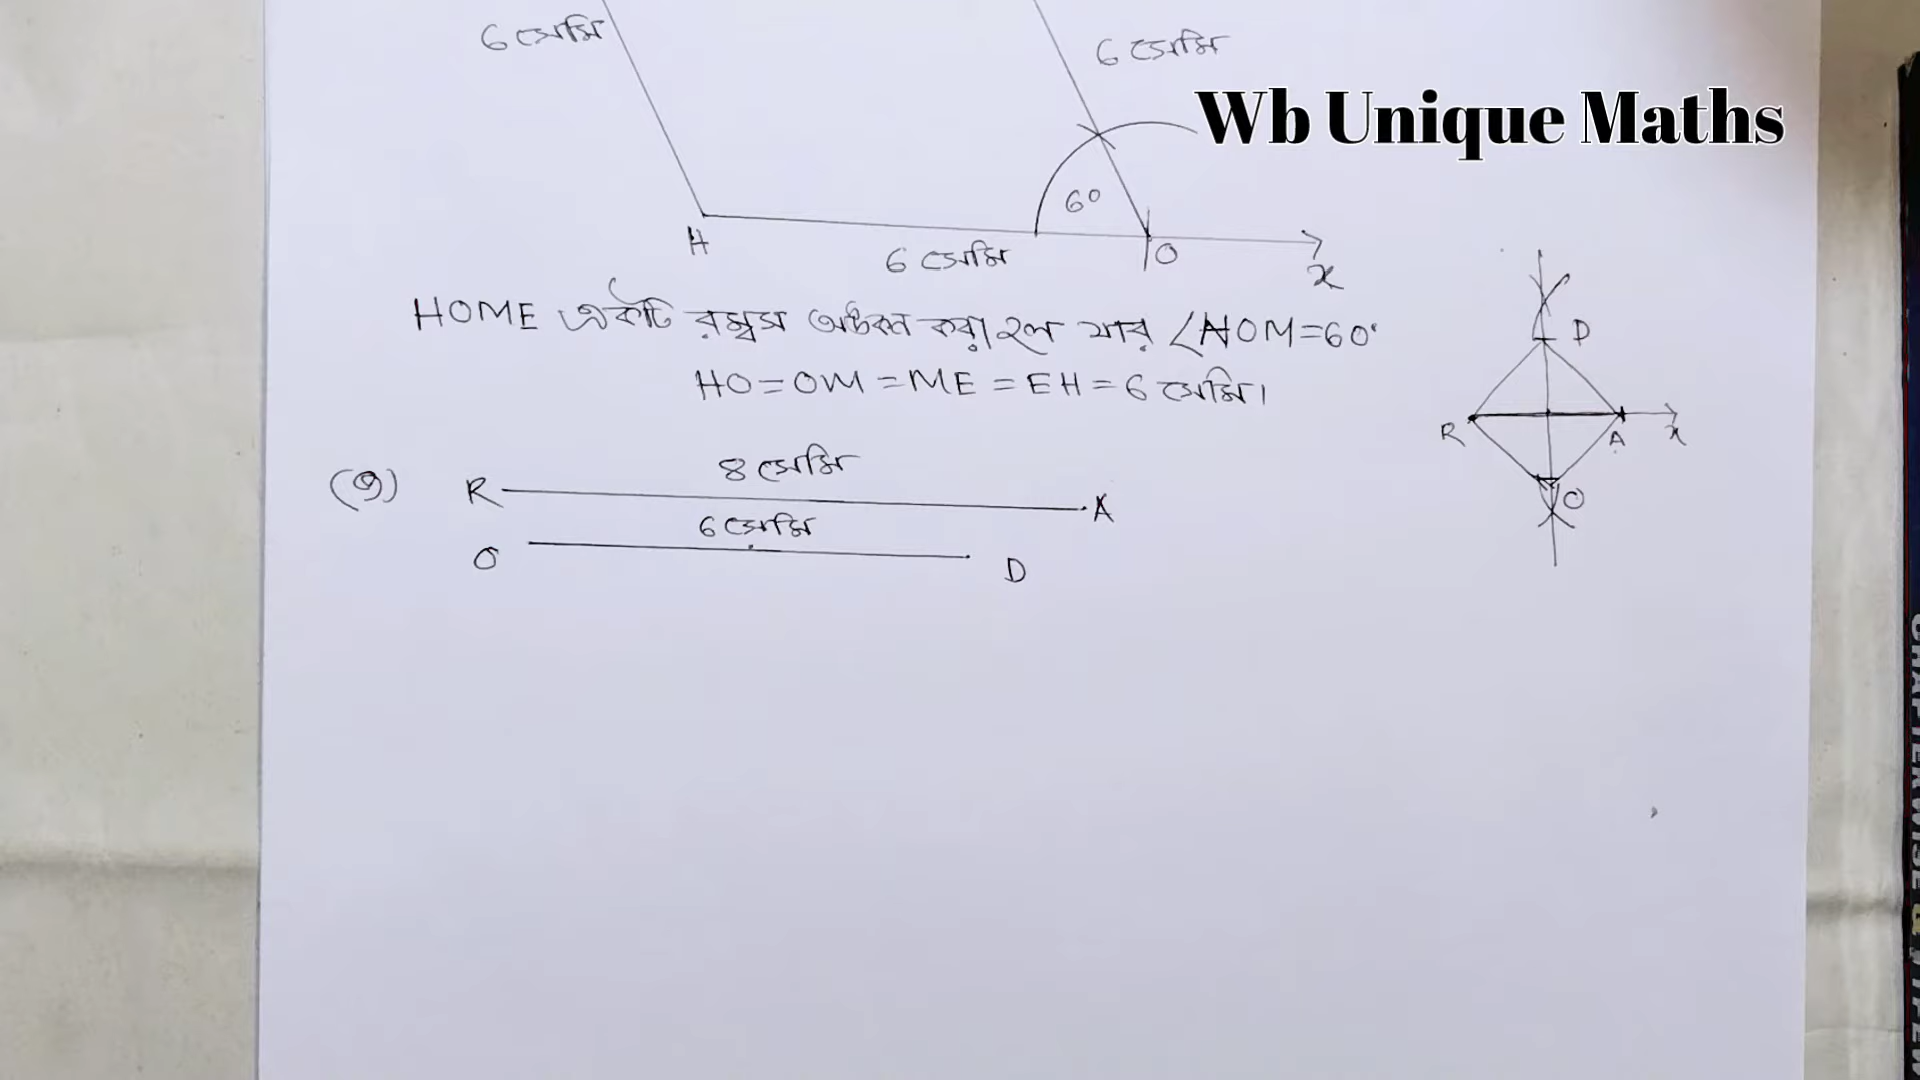 6 সেমি
6 সেমি
Wb Unique Maths
60
H
6 সেমি
O
x
HOME একটি রম্বস অঙ্কন করা হল যার ∠HOM=60°
HO=OM=ME=EH=6 সেমি।
D
R
A
x
O
(9)
R
8 সেমি
A
O
6 সেমি
D
CHAPTERWISE &